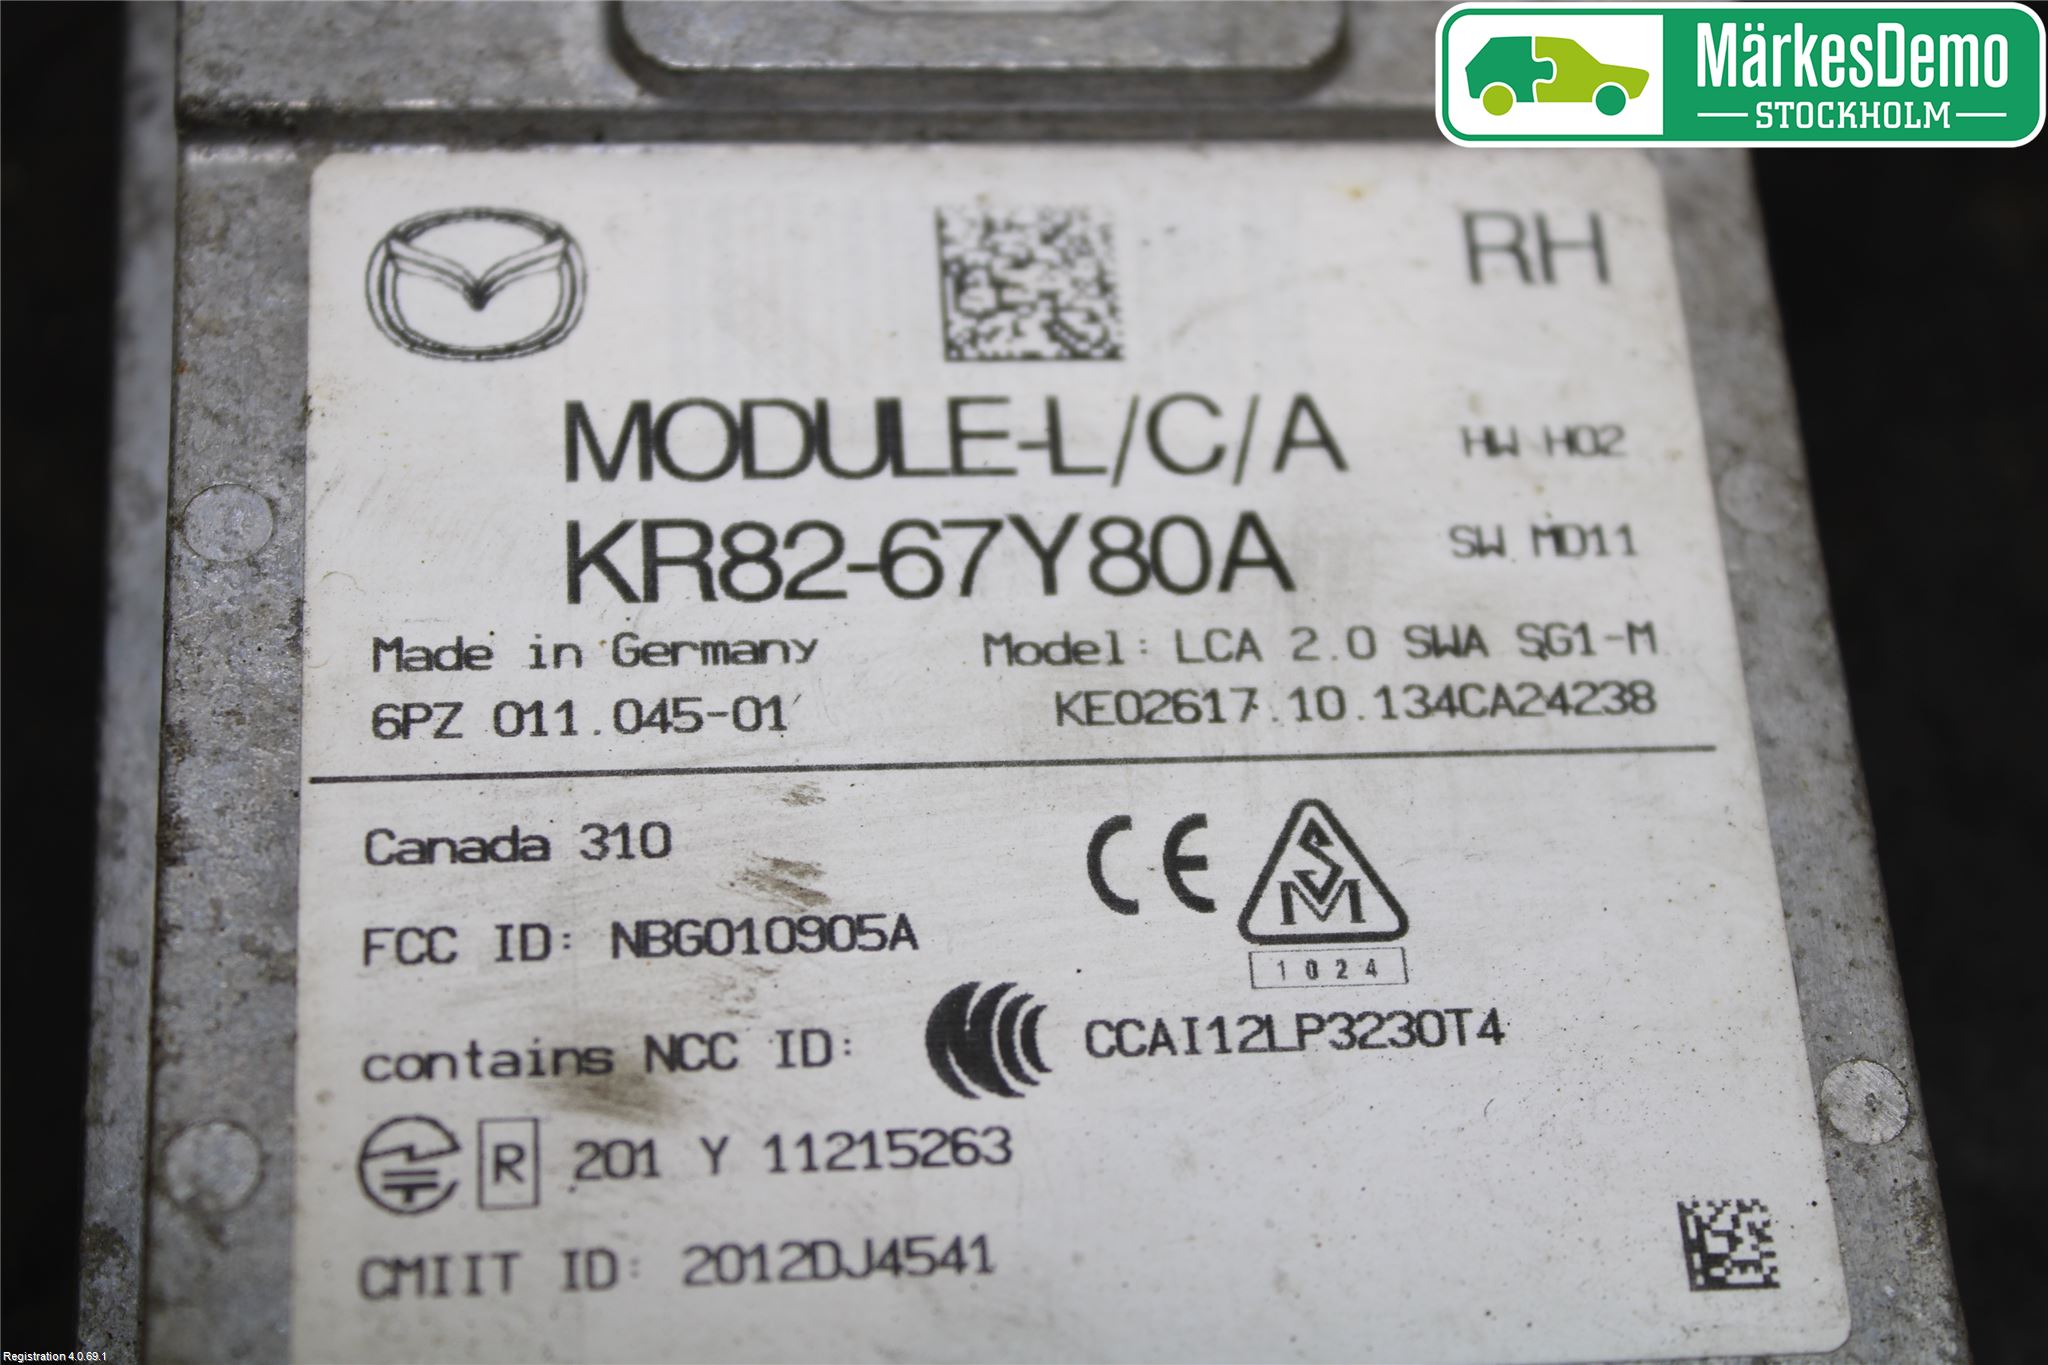 MärkesDemo
STOCKHOLM
RH
MODULE-L/C/A
HW H02
KR82-67Y80A
SW MD11
Made in Germany
Model: LCA 2.0 SWA SG1-M
6PZ 011.045-01
KE02617.10.134CA24238
Canada 310
CE
SM
1024
FCC ID: NBG010905A
contains NCC ID: CCAI12LP3230T4
R 201 Y 11215263
CMIIT ID: 2012DJ4541
Registration 4.0.69.1